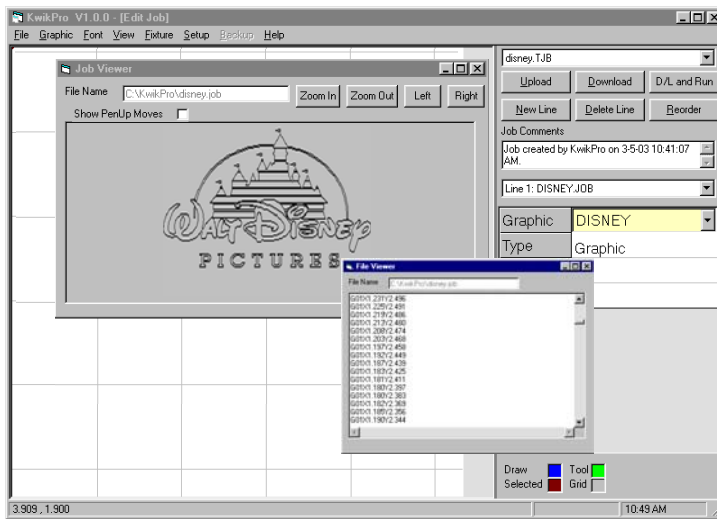 KwikPro V1.0.0 - [Edit Job]
File Graphic Font View Fixture Setup Backup Help
Job Viewer
File Name C:\KwikPro\disney.job Zoom In Zoom Out Left Right
Show PenUp Moves
WALT DISNEY
PICTURES
disney.TJB
Upload Download D/L and Run
New Line Delete Line Reorder
Job Comments
Job created by KwikPro on 3-5-03 10:41:07
AM.
Line 1: DISNEY.JOB
Graphic DISNEY
Type Graphic
File Viewer
File Name C:\KwikPro\disney.job
G01X1.231Y2.496
G01X1.225Y2.491
G01X1.219Y2.486
G01X1.213Y2.480
G01X1.208Y2.474
G01X1.203Y2.468
G01X1.197Y2.458
G01X1.192Y2.449
G01X1.187Y2.439
G01X1.183Y2.425
G01X1.181Y2.411
G01X1.180Y2.397
G01X1.180Y2.383
G01X1.182Y2.369
G01X1.185Y2.356
G01X1.190Y2.344
Draw Tool
Selected Grid
3.909 , 1.900 10:49 AM